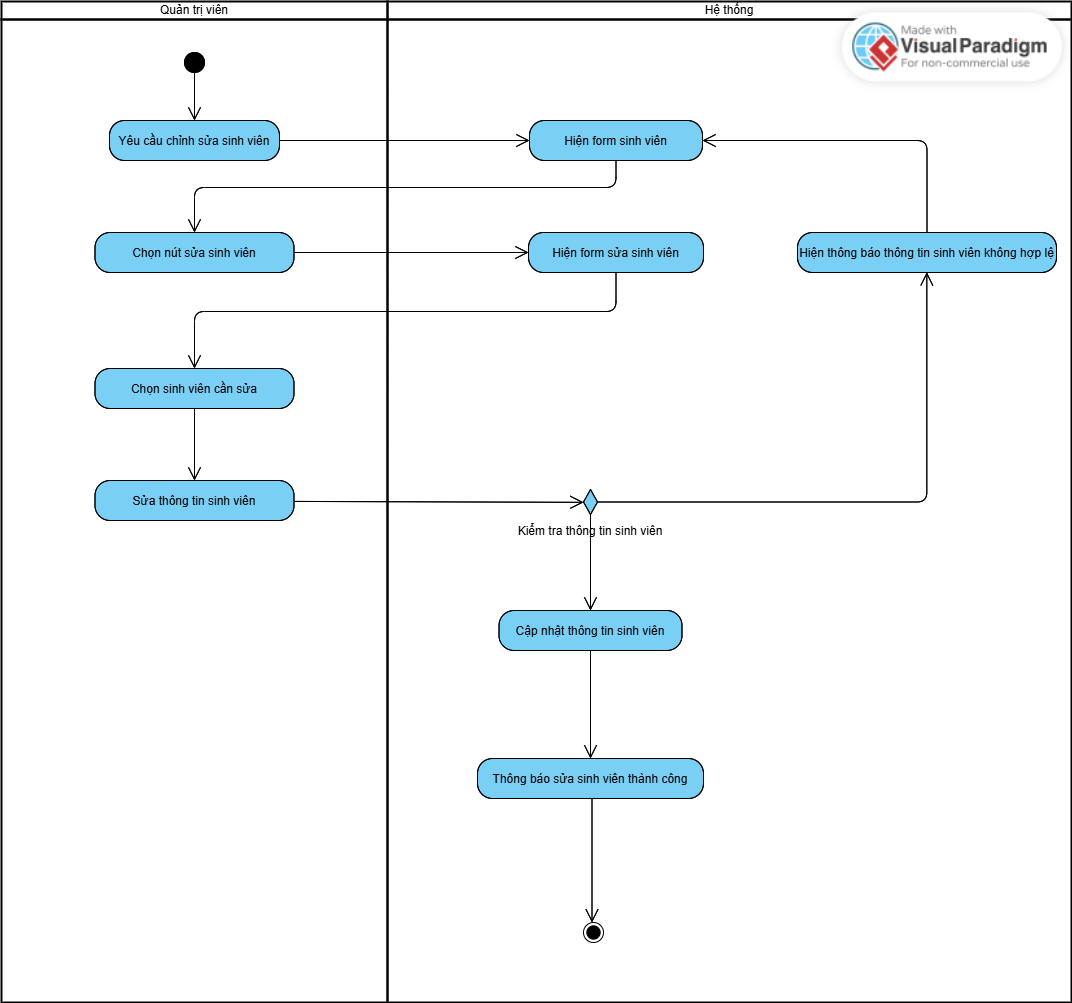 Quản trị viên
Hệ thống
Made with
Visual Paradigm
For non-commercial use
Yêu cầu chỉnh sửa sinh viên
Hiện form sinh viên
Chọn nút sửa sinh viên
Hiện form sửa sinh viên
Hiện thông báo thông tin sinh viên không hợp lệ
Chọn sinh viên cần sửa
Sửa thông tin sinh viên
Kiểm tra thông tin sinh viên
Cập nhật thông tin sinh viên
Thông báo sửa sinh viên thành công